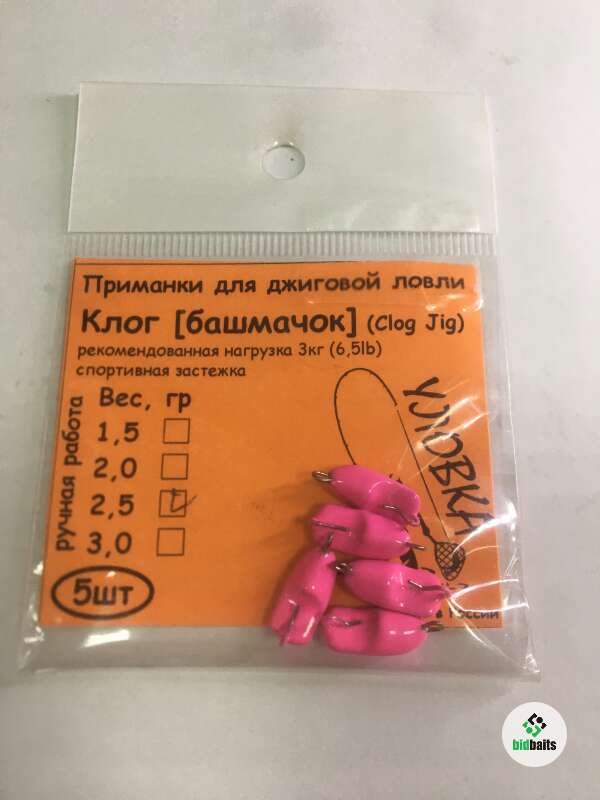 Приманки для джиговой ловли
Клог [башмачок] (Clog Jig)
рекомендованная нагрузка 3кг (6,5lb)
спортивная застежка
ручная работа
Вес, гр
1,5
2,0
2,5
3,0
5шт
УЛОВКА
в России
bidbaits